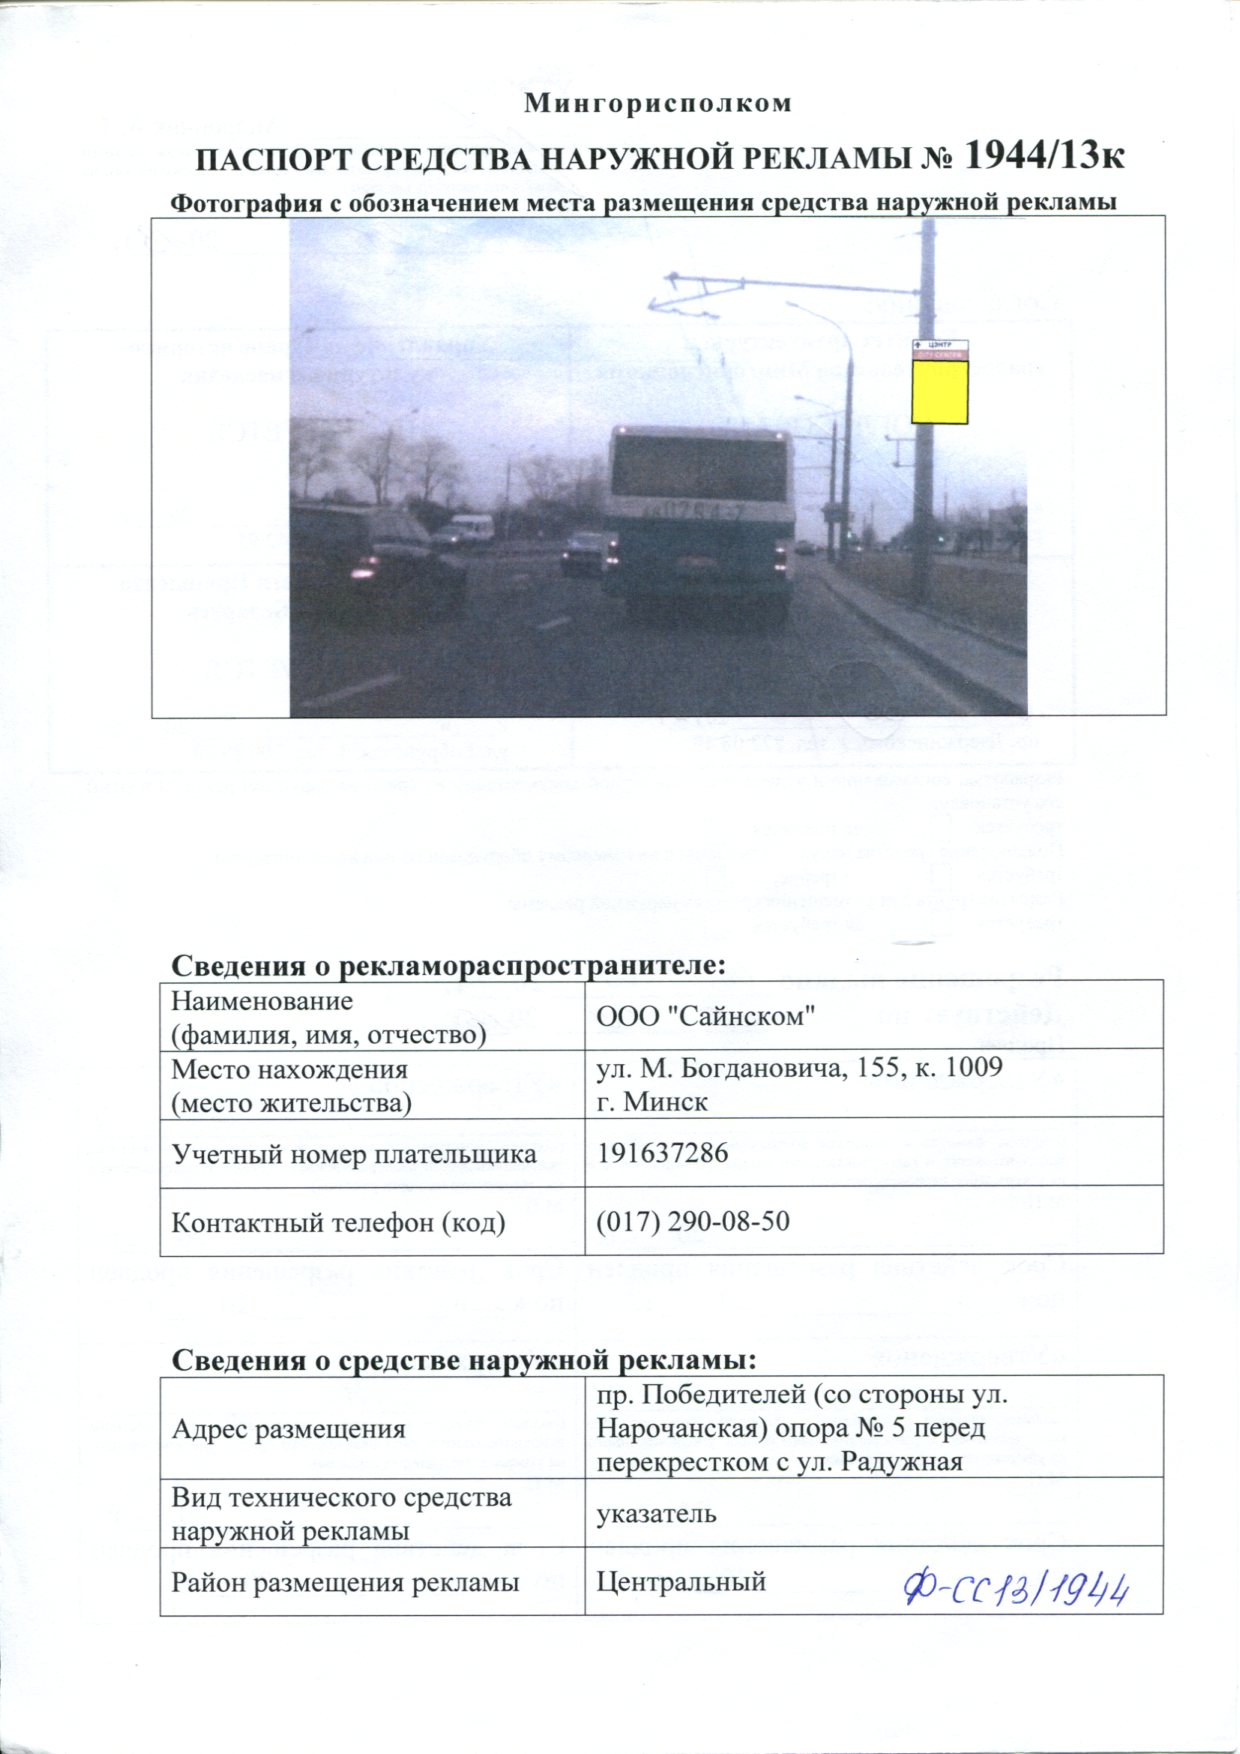 Мингорисполком
ПАСПОРТ СРЕДСТВА НАРУЖНОЙ РЕКЛАМЫ № 1944/13к
Фотография с обозначением места размещения средства наружной рекламы
ЦЭНТР
CITY CENTER
Сведения о рекламораспространителе:
Наименование
(фамилия, имя, отчество)
ООО "Сайнском"
Место нахождения
(место жительства)
ул. М. Богдановича, 155, к. 1009
г. Минск
Учетный номер плательщика
191637286
Контактный телефон (код)
(017) 290-08-50
Сведения о средстве наружной рекламы:
Адрес размещения
пр. Победителей (со стороны ул.
Нарочанская) опора № 5 перед
перекрестком с ул. Радужная
Вид технического средства
наружной рекламы
указатель
Район размещения рекламы
Центральный
Ф-СС13/1944